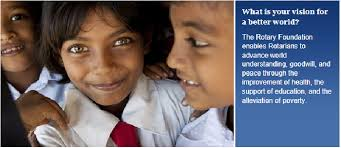 What is your vision for
a better world?
The Rotary Foundation
enables Rotarians to
advance world
understanding, goodwill, and
peace through the
improvement of health, the
support of education, and the
alleviation of poverty.